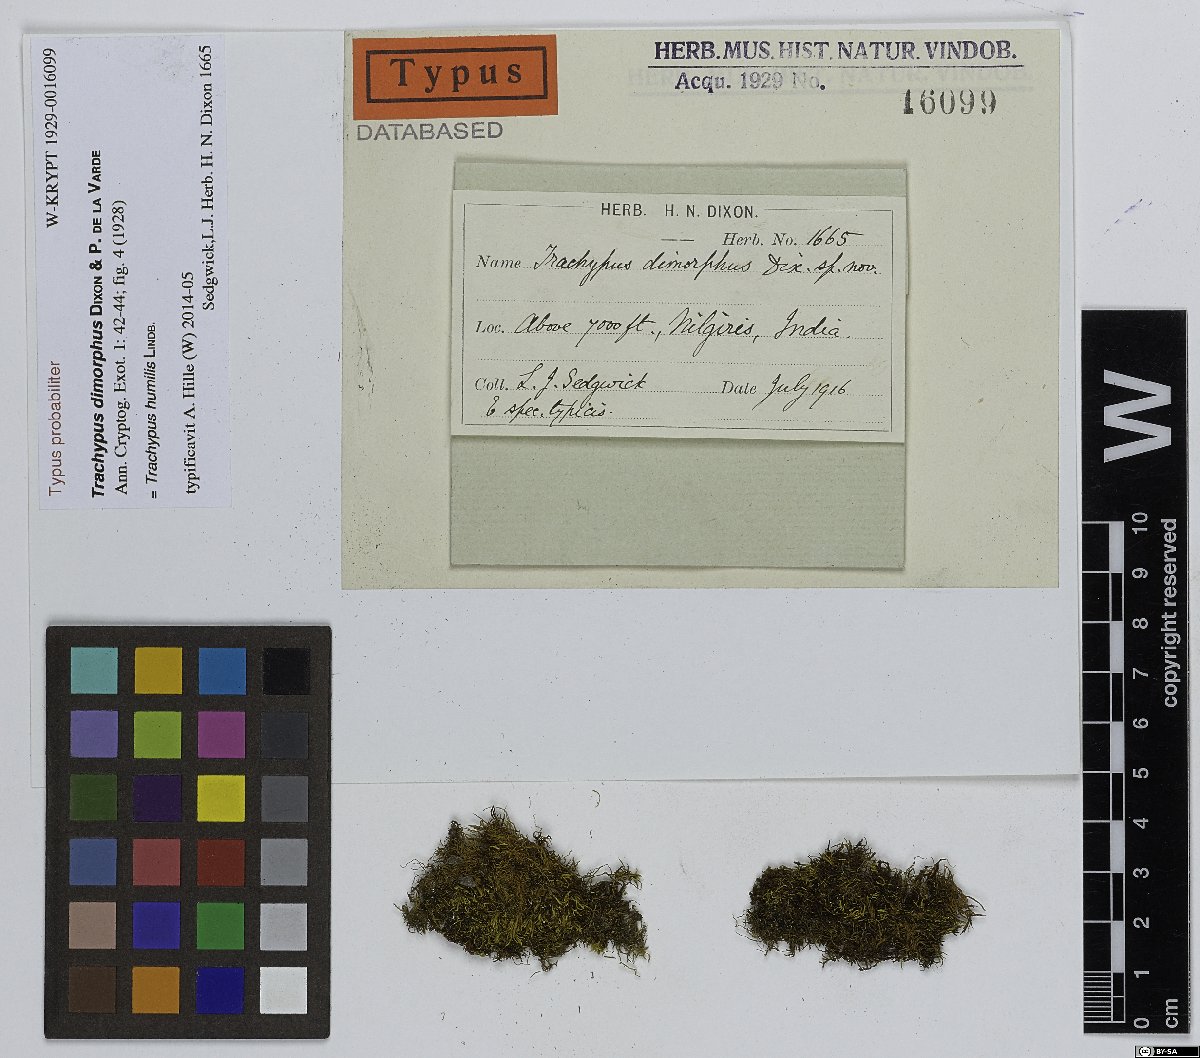 W-KRYPT 1929-0016099
Typus probabiliter
Trachypus dimorphus DIXON & P. DE LA VARDE
Ann. Cryptog. Exot. 1: 42-44; fig. 4 (1928)
= Trachypus humilis LINDB.
typificavit A. Hille (W) 2014-05
Sedgwick,L.J. Herb. H. N. Dixon 1665
Typus
DATABASED
HERB. MUS. HIST. NATUR. VINDOB.
Acqu. 1929 No.
16099
HERB. H. N. DIXON.
Herb. No. 1665
Name Trachypus dimorphus Dix. sp. nov.
Loc. Above 7000 ft., Nilgiris, India.
Coll. L. J. Sedgwick Date July 1916
E spec. typicis.
W
10
9
8
7
6
5
4
3
2
1
0
cm
copyright reserved
cc BY-SA